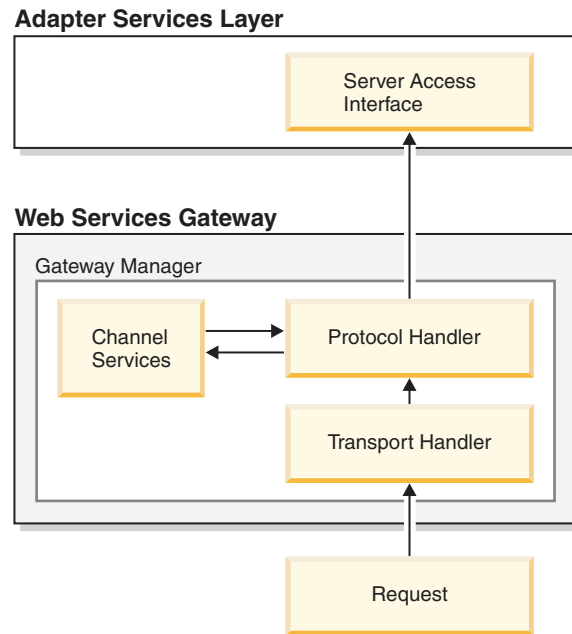 Adapter Services Layer
Server Access
Interface
Web Services Gateway
Gateway Manager
Channel
Services
Protocol Handler
Transport Handler
Request